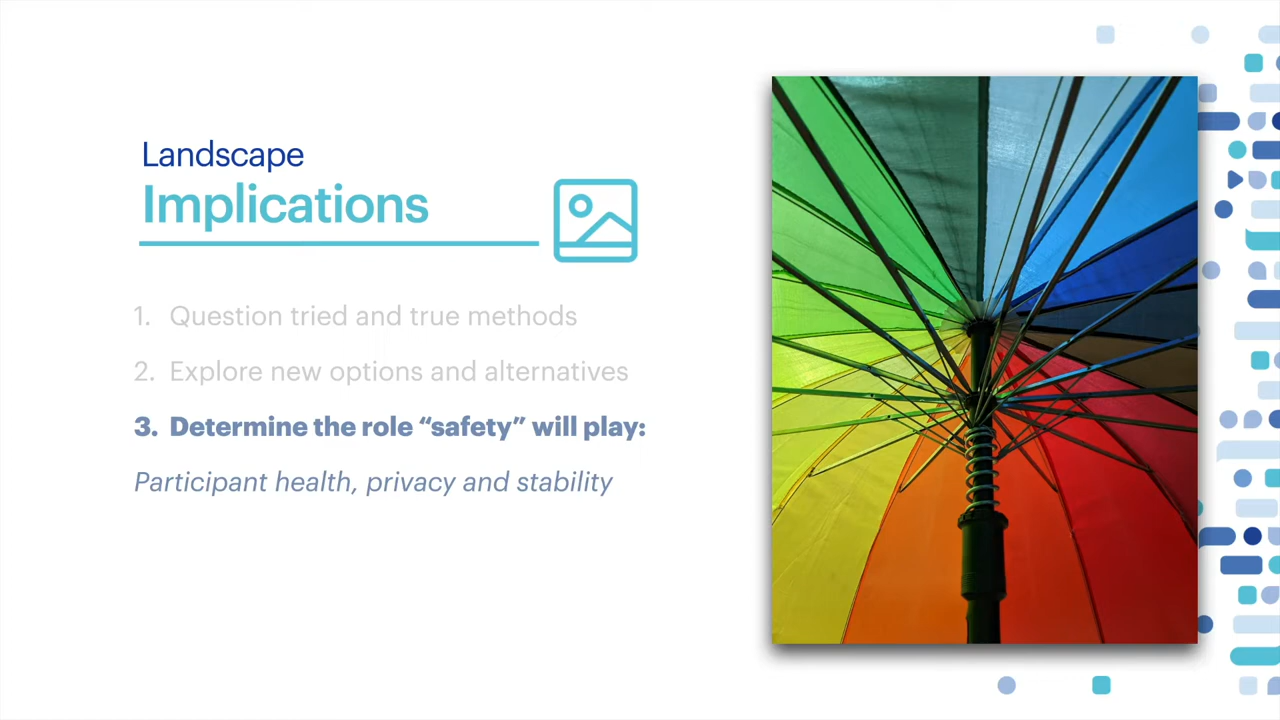 Landscape
Implications
1. Question tried and true methods
2. Explore new options and alternatives
3. Determine the role “safety” will play:
Participant health, privacy and stability